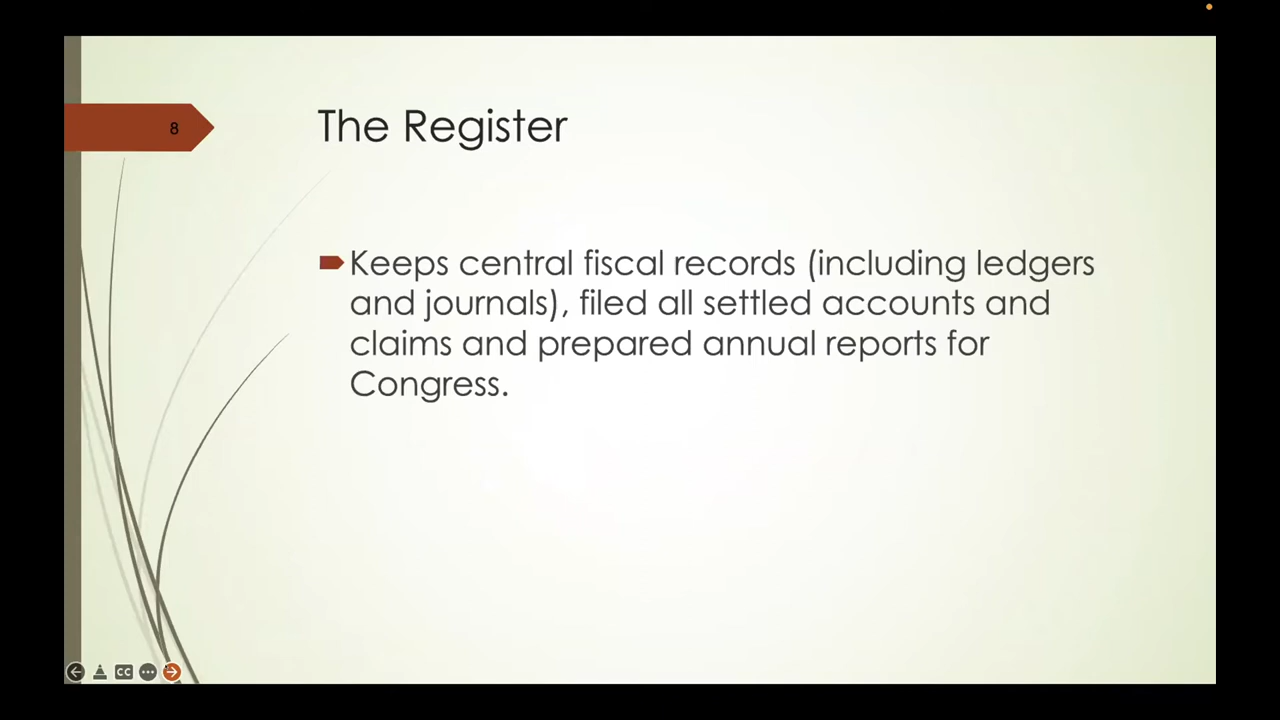 8
The Register
Keeps central fiscal records (including ledgers
and journals), filed all settled accounts and
claims and prepared annual reports for
Congress.
CC